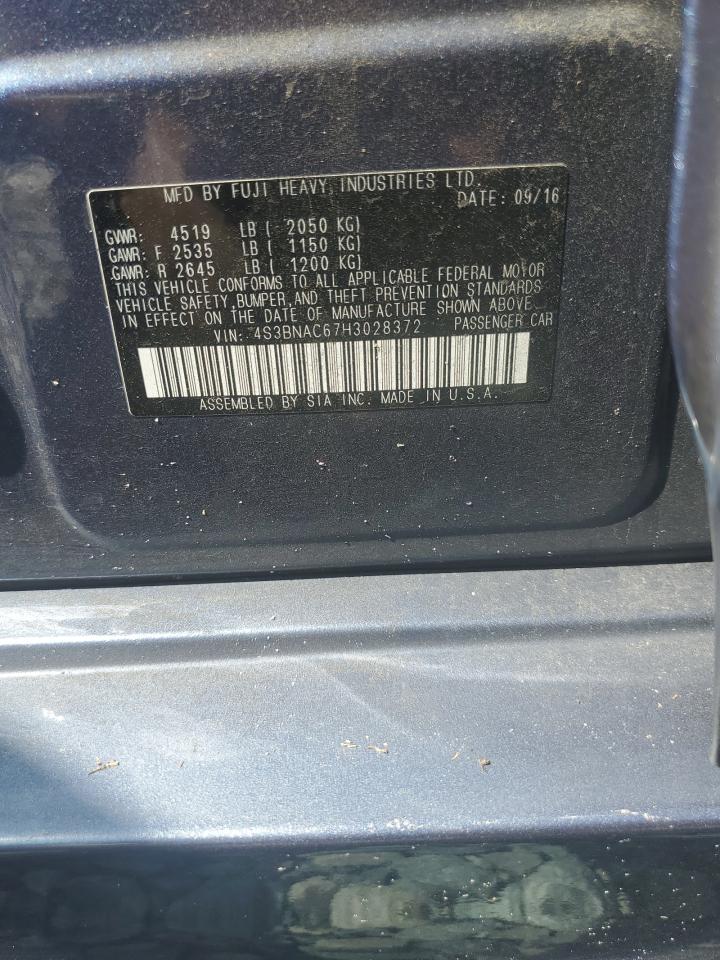 MFD BY FUJI HEAVY INDUSTRIES LTD.
DATE: 09/16
GVWR: 4519 LB ( 2050 KG)
GAWR: F 2535 LB ( 1150 KG)
GAWR: R 2645 LB ( 1200 KG)
THIS VEHICLE CONFORMS TO ALL APPLICABLE FEDERAL MOTOR
VEHICLE SAFETY,BUMPER,AND THEFT PREVENTION STANDARDS
IN EFFECT ON THE DATE OF MANUFACTURE SHOWN ABOVE.
VIN: 4S3BNAC67H3028372 PASSENGER CAR
ASSEMBLED BY SIA INC. MADE IN U.S.A.